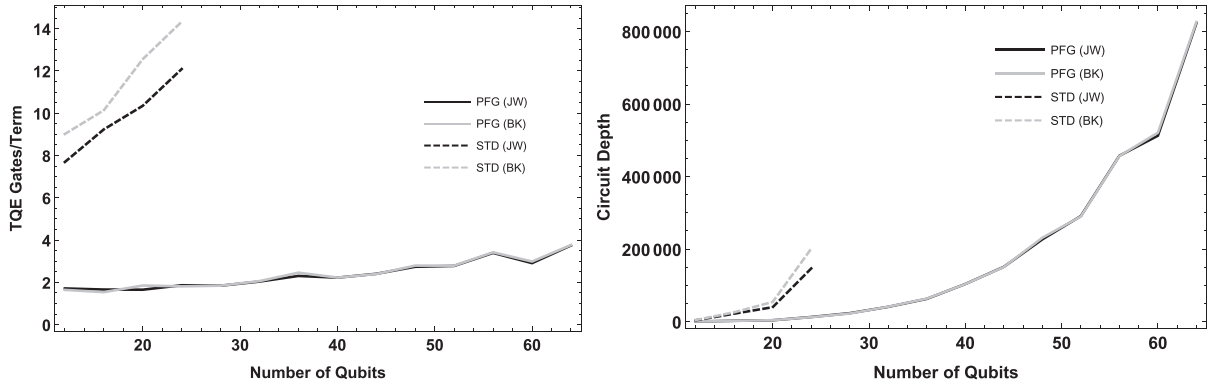 TQE Gates/Term
14
12
10
8
6
4
2
0
20
30
40
50
60
Number of Qubits
PFG (JW)
PFG (BK)
STD (JW)
STD (BK)
Circuit Depth
800 000
600 000
400 000
200 000
0
20
30
40
50
60
Number of Qubits
PFG (JW)
PFG (BK)
STD (JW)
STD (BK)